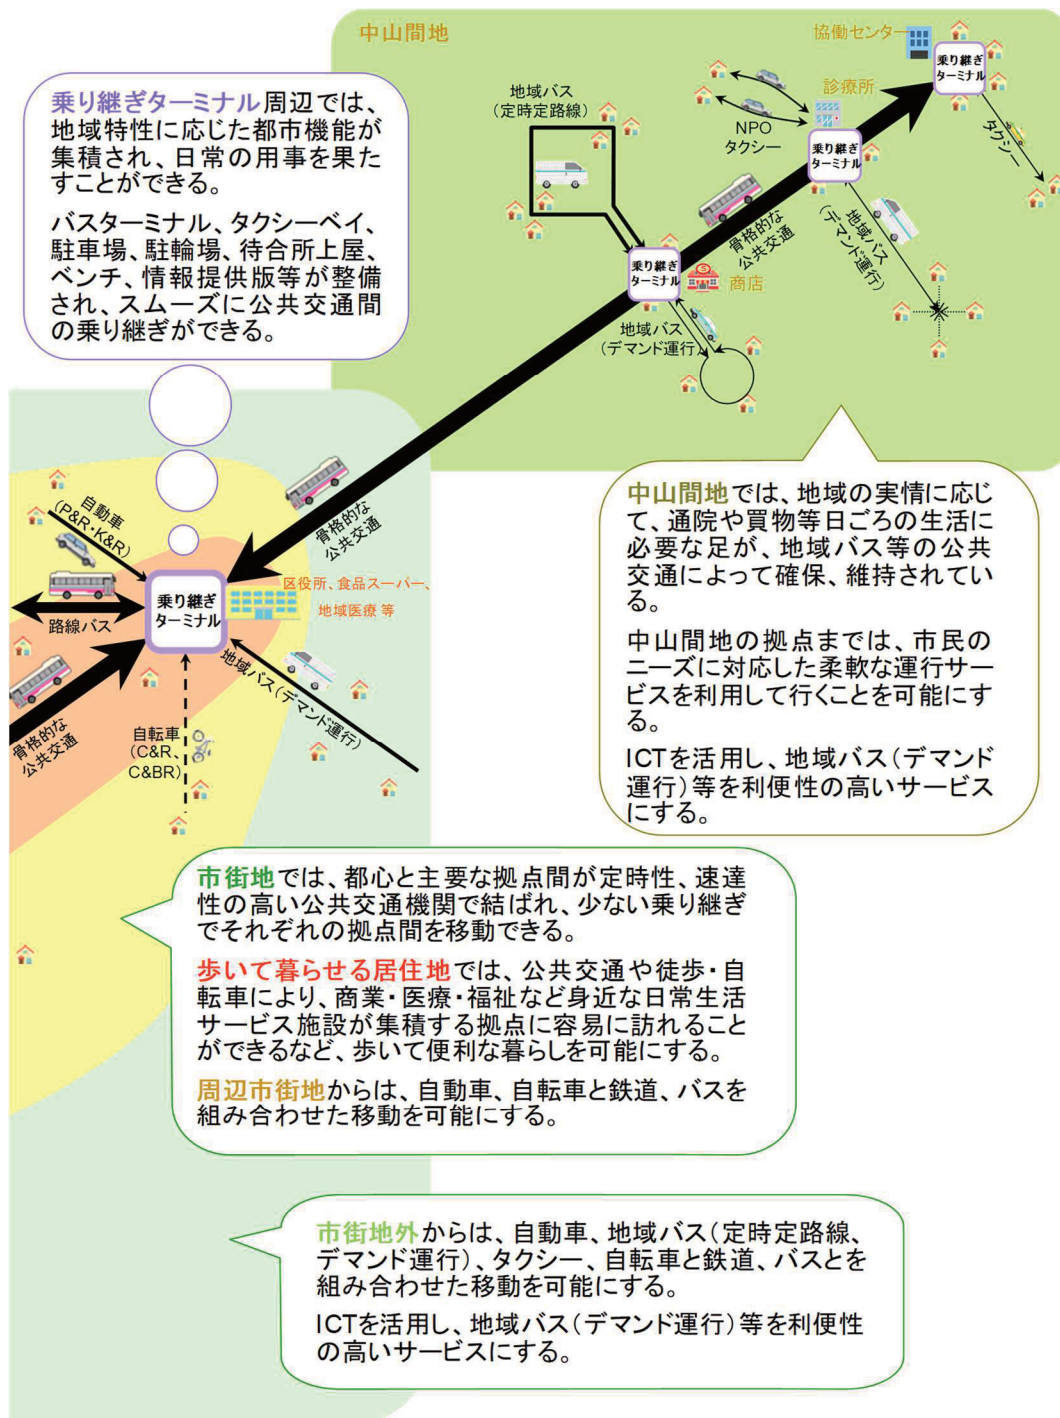 中山間地
協働センター
乗り継ぎ
ターミナル
診療所
乗り継ぎ
ターミナル
タクシー
NPO
タクシー
地域バス
(定時定路線)
骨格的な
公共交通
地域バス
(デマンド運行)
乗り継ぎ
ターミナル
商店
地域バス
(デマンド運行)
乗り継ぎターミナル周辺では、
地域特性に応じた都市機能が
集積され、日常の用事を果た
すことができる。
バスターミナル、タクシーベイ、
駐車場、駐輪場、待合所上屋、
ベンチ、情報提供版等が整備
され、スムーズに公共交通間
の乗り継ぎができる。
骨格的な
公共交通
自動車
(P&R・K&R)
乗り継ぎ
ターミナル
区役所、食品スーパー、
地域医療 等
路線バス
地域バス(デマンド運行)
骨格的な
公共交通
自転車
(C&R、
C&BR)
中山間地では、地域の実情に応じ
て、通院や買物等日ごろの生活に
必要な足が、地域バス等の公共
交通によって確保、維持されてい
る。
中山間地の拠点までは、市民の
ニーズに対応した柔軟な運行サー
ビスを利用して行くことを可能にす
る。
ICTを活用し、地域バス(デマンド
運行)等を利便性の高いサービス
にする。
市街地では、都心と主要な拠点間が定時性、速達
性の高い公共交通機関で結ばれ、少ない乗り継ぎ
でそれぞれの拠点間を移動できる。
歩いて暮らせる居住地では、公共交通や徒歩・自
転車により、商業・医療・福祉など身近な日常生活
サービス施設が集積する拠点に容易に訪れること
ができるなど、歩いて便利な暮らしを可能にする。
周辺市街地からは、自動車、自転車と鉄道、バスを
組み合わせた移動を可能にする。
市街地外からは、自動車、地域バス(定時定路線、
デマンド運行)、タクシー、自転車と鉄道、バスとを
組み合わせた移動を可能にする。
ICTを活用し、地域バス(デマンド運行)等を利便性
の高いサービスにする。